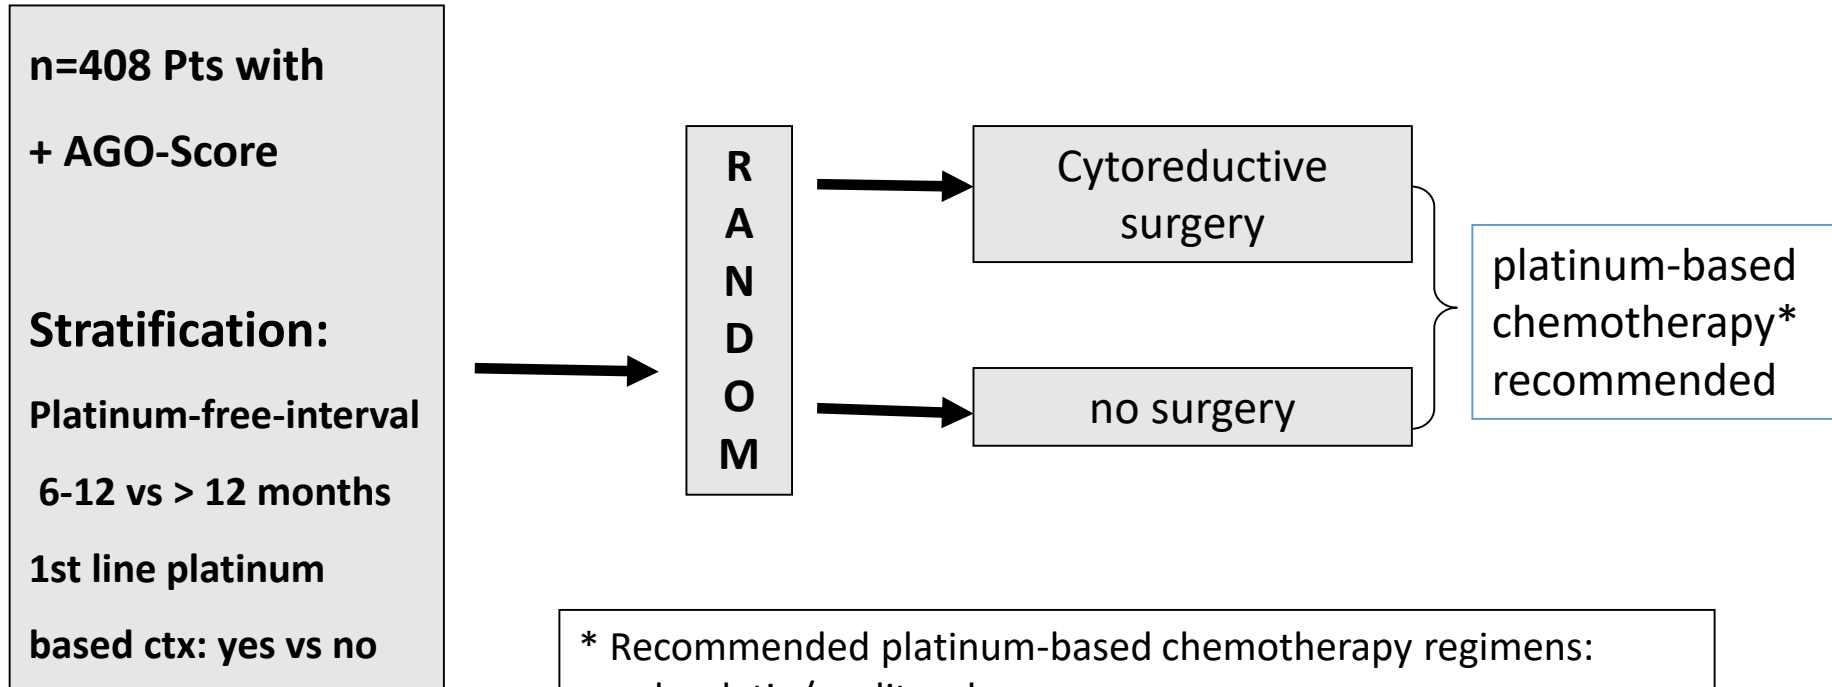 n=408 Pts with
+ AGO-Score
Stratification:
Platinum-free-interval
6-12 vs > 12 months
1st line platinum
based ctx: yes vs no
R
A
N
D
O
M
Cytoreductive
surgery
no surgery
platinum-based
chemotherapy*
recommended
* Recommended platinum-based chemotherapy regimens: